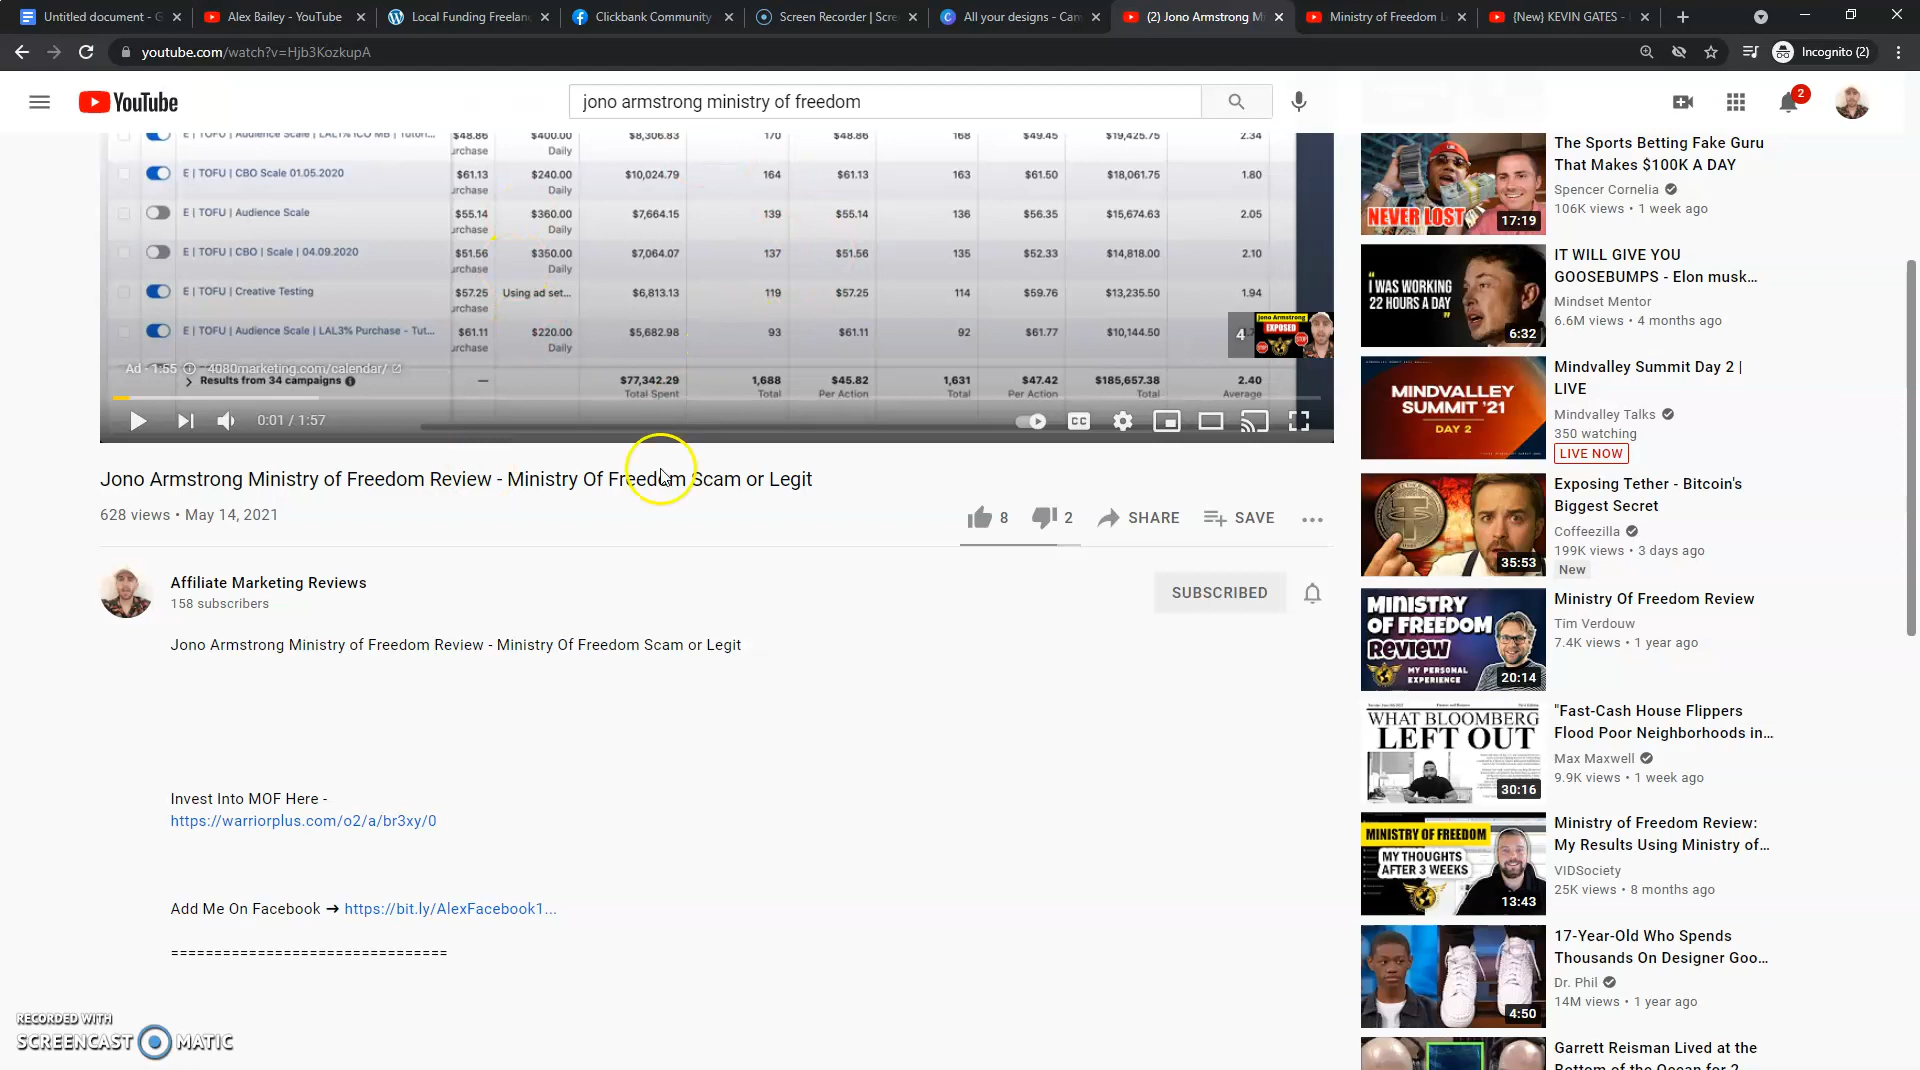 Untitled document - G
Alex Bailey - YouTube
Local Funding Freelan
Clickbank Community
Screen Recorder | Scre
All your designs - Can
(2) Jono Armstrong M
Ministry of Freedom
{New} KEVIN GATES -
youtube.com/watch?v=Hjb3KozkupA
Incognito (2)
YouTube
jono armstrong ministry of freedom
2
E | TOFU | Audience Scale | LAL1% ICO MB | Tutori... $48.86 $400.00 $8,306.83 170 $48.86 168 $49.45 $19,425.75 2.34
urchase Daily
E | TOFU | CBO Scale 01.05.2020 $61.13 $240.00 $10,024.79 164 $61.13 163 $61.50 $18,061.75 1.80
urchase Daily
E | TOFU | Audience Scale $55.14 $360.00 $7,664.15 139 $55.14 136 $56.35 $15,674.63 2.05
urchase Daily
E | TOFU | CBO | Scale | 04.09.2020 $51.56 $350.00 $7,064.07 137 $51.56 135 $52.33 $14,818.00 2.10
urchase Daily
E | TOFU | Creative Testing $57.25 Using ad set... $6,813.13 119 $57.25 114 $59.76 $13,235.50 1.94
urchase
E | TOFU | Audience Scale | LAL3% Purchase - Tut... $61.11 $220.00 $5,682.98 93 $61.11 92 $61.77 $10,144.50
urchase Daily
4
Jono Armstrong
EXPOSED
STOP
STOP
Ad · 1:55 4080marketing.com/calendar/
Results from 34 campaigns — $77,342.29 1,688 $45.82 1,631 $47.42 $185,657.38 2.40
Total Spent Total Per Action Total Per Action Total Average
0:01 / 1:57
CC
Jono Armstrong Ministry of Freedom Review - Ministry Of Freedom Scam or Legit
628 views • May 14, 2021
8
2
SHARE
SAVE
Affiliate Marketing Reviews
158 subscribers
SUBSCRIBED
Jono Armstrong Ministry of Freedom Review - Ministry Of Freedom Scam or Legit
Invest Into MOF Here -
https://warriorplus.com/o2/a/br3xy/0
Add Me On Facebook ➔ https://bit.ly/AlexFacebook1...
================================
RECORDED WITH
SCREENCAST MATIC
NEVER LOST
17:19
The Sports Betting Fake Guru
That Makes $100K A DAY
Spencer Cornelia
106K views • 1 week ago
"I WAS WORKING
22 HOURS A DAY"
6:32
IT WILL GIVE YOU
GOOSEBUMPS - Elon musk...
Mindset Mentor
6.6M views • 4 months ago
MINDVALLEY
SUMMIT '21
DAY 2
Mindvalley Summit Day 2 |
LIVE
Mindvalley Talks
350 watching
LIVE NOW
35:53
Exposing Tether - Bitcoin's
Biggest Secret
Coffeezilla
199K views • 3 days ago
New
MINISTRY
OF FREEDOM
REVIEW
MY PERSONAL
EXPERIENCE
20:14
Ministry Of Freedom Review
Tim Verdouw
7.4K views • 1 year ago
WHAT BLOOMBERG
LEFT OUT
30:16
"Fast-Cash House Flippers
Flood Poor Neighborhoods in...
Max Maxwell
9.9K views • 1 week ago
MINISTRY OF FREEDOM
MY THOUGHTS
AFTER 3 WEEKS
13:43
Ministry of Freedom Review:
My Results Using Ministry of...
VIDSociety
25K views • 8 months ago
4:50
17-Year-Old Who Spends
Thousands On Designer Goo...
Dr. Phil
14M views • 1 year ago
Garrett Reisman Lived at the
Bottom of the Ocean for 2